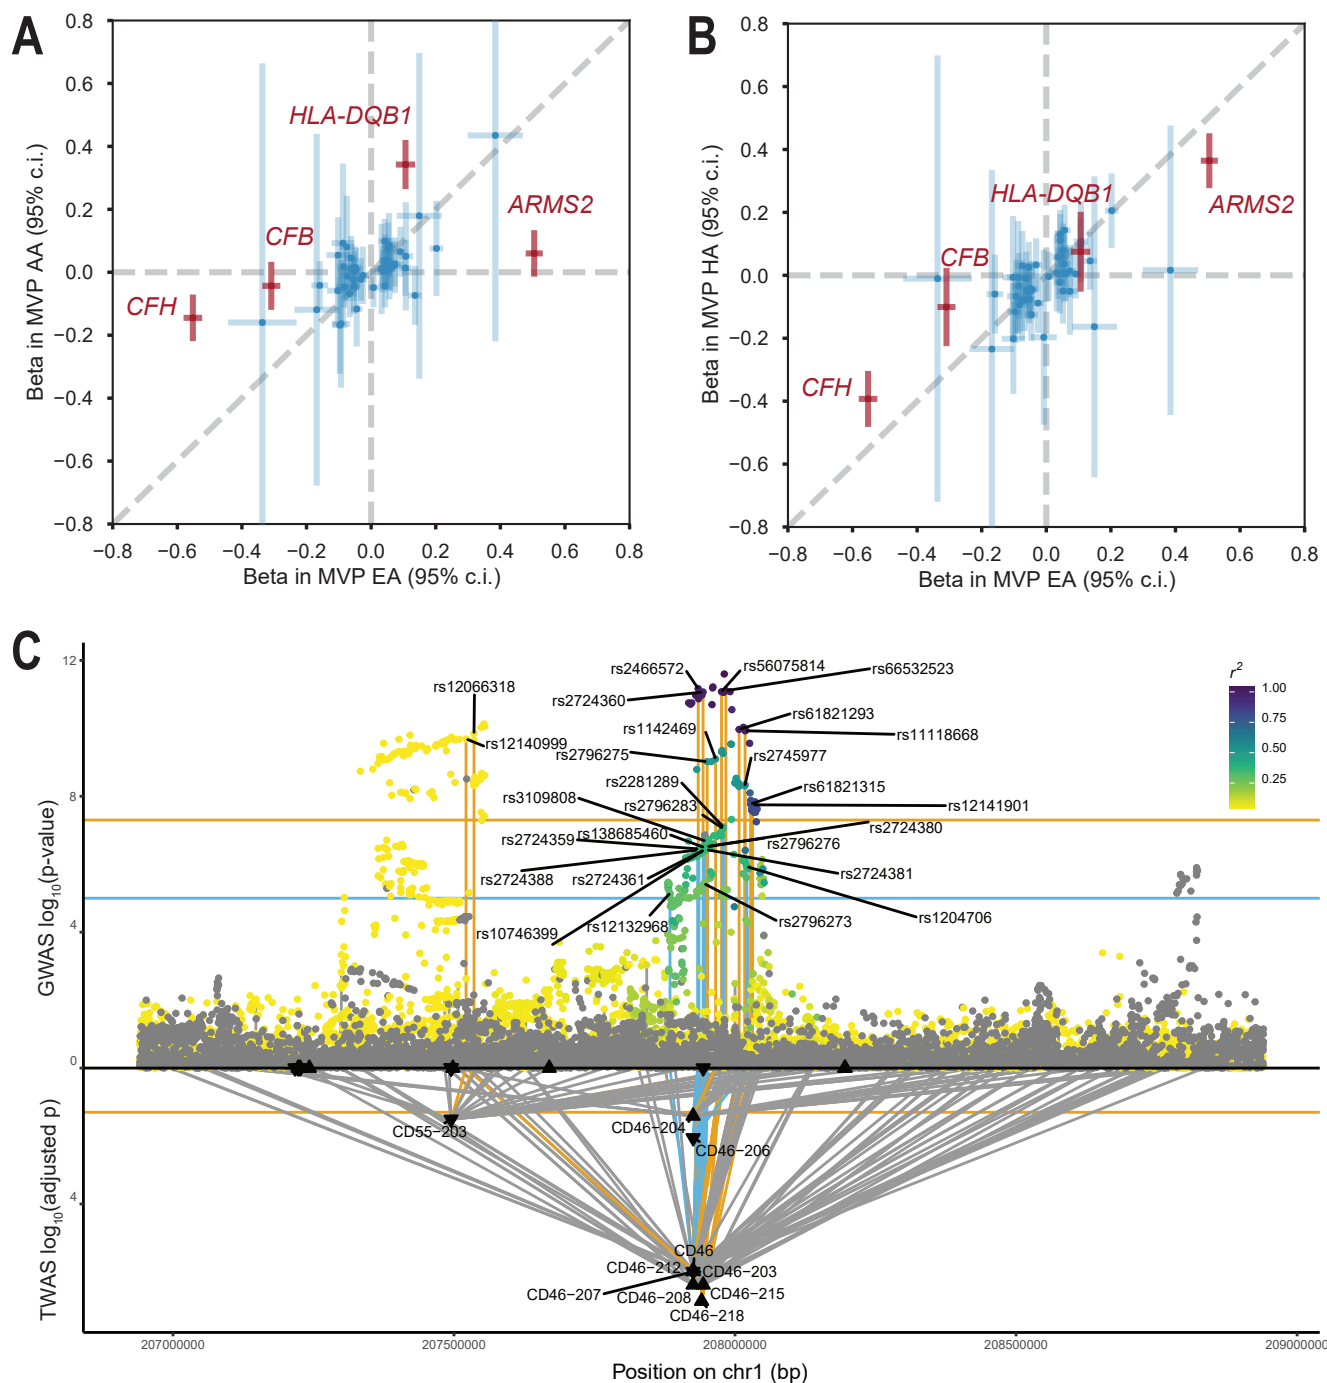 A
0.8
0.6
0.4
0.2
0.0
−0.2
−0.4
−0.6
−0.8
Beta in MVP AA (95% c.i.)
HLA-DQB1
ARMS2
CFB
CFH
−0.8 −0.6 −0.4 −0.2 0.0 0.2 0.4 0.6 0.8
Beta in MVP EA (95% c.i.)
B
0.8
0.6
0.4
0.2
0.0
−0.2
−0.4
−0.6
−0.8
Beta in MVP HA (95% c.i.)
HLA-DQB1
ARMS2
CFB
CFH
−0.8 −0.6 −0.4 −0.2 0.0 0.2 0.4 0.6 0.8
Beta in MVP EA (95% c.i.)
C
12
8
4
0
4
GWAS log10(p-value)
TWAS log10(adjusted p)
r2
1.00
0.75
0.50
0.25
rs2466572
rs56075814
rs66532523
rs12066318
rs2724360
rs61821293
rs1142469
rs11118668
rs12140999
rs2796275
rs2745977
rs2281289
rs61821315
rs3109808
rs2796283
rs12141901
rs2724380
rs138685460
rs2724359
rs2796276
rs2724381
rs2724388
rs2724361
rs1204706
rs2796273
rs12132968
rs10746399
CD55−203
CD46−204
CD46−206
CD46
CD46−212
CD46−203
CD46−207
CD46−208
CD46−215
CD46−218
207000000 207500000 208000000 208500000 209000000
Position on chr1 (bp)